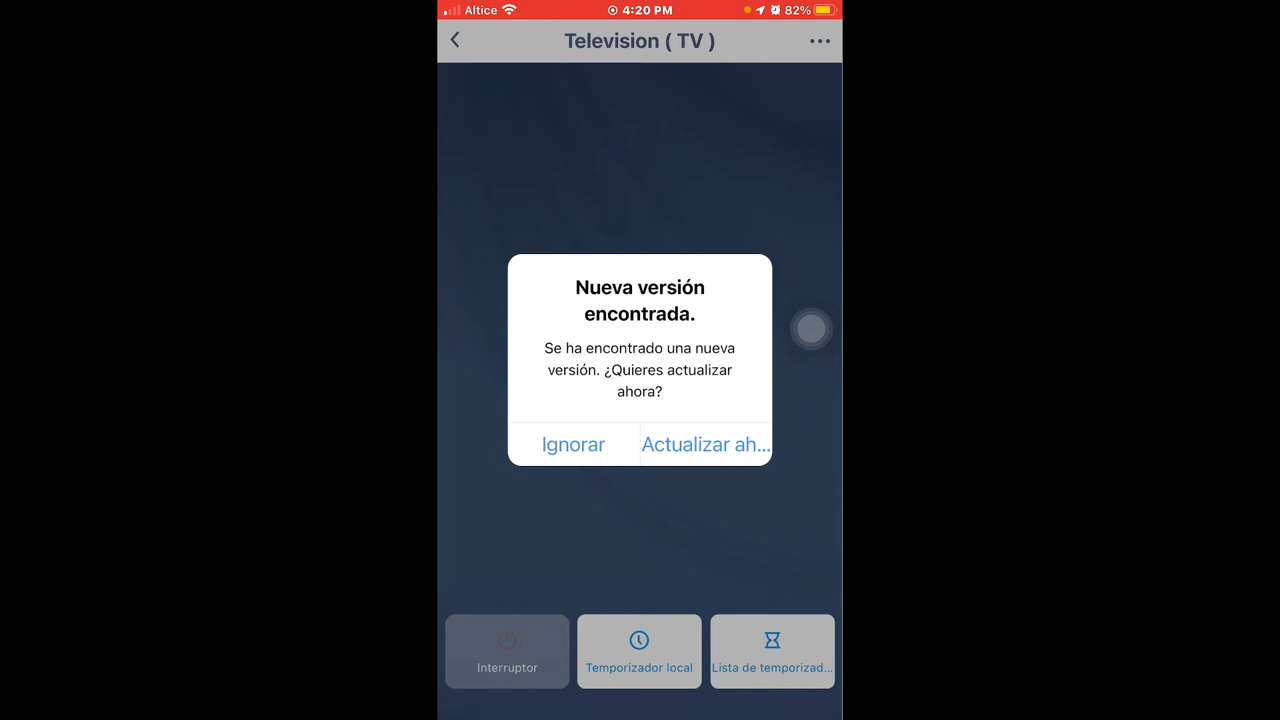 Altice 4:20 PM 82%
Television ( TV )
Nueva versión
encontrada.
Se ha encontrado una nueva
versión. ¿Quieres actualizar
ahora?
Ignorar Actualizar ah...
Interruptor Temporizador local Lista de temporizad...